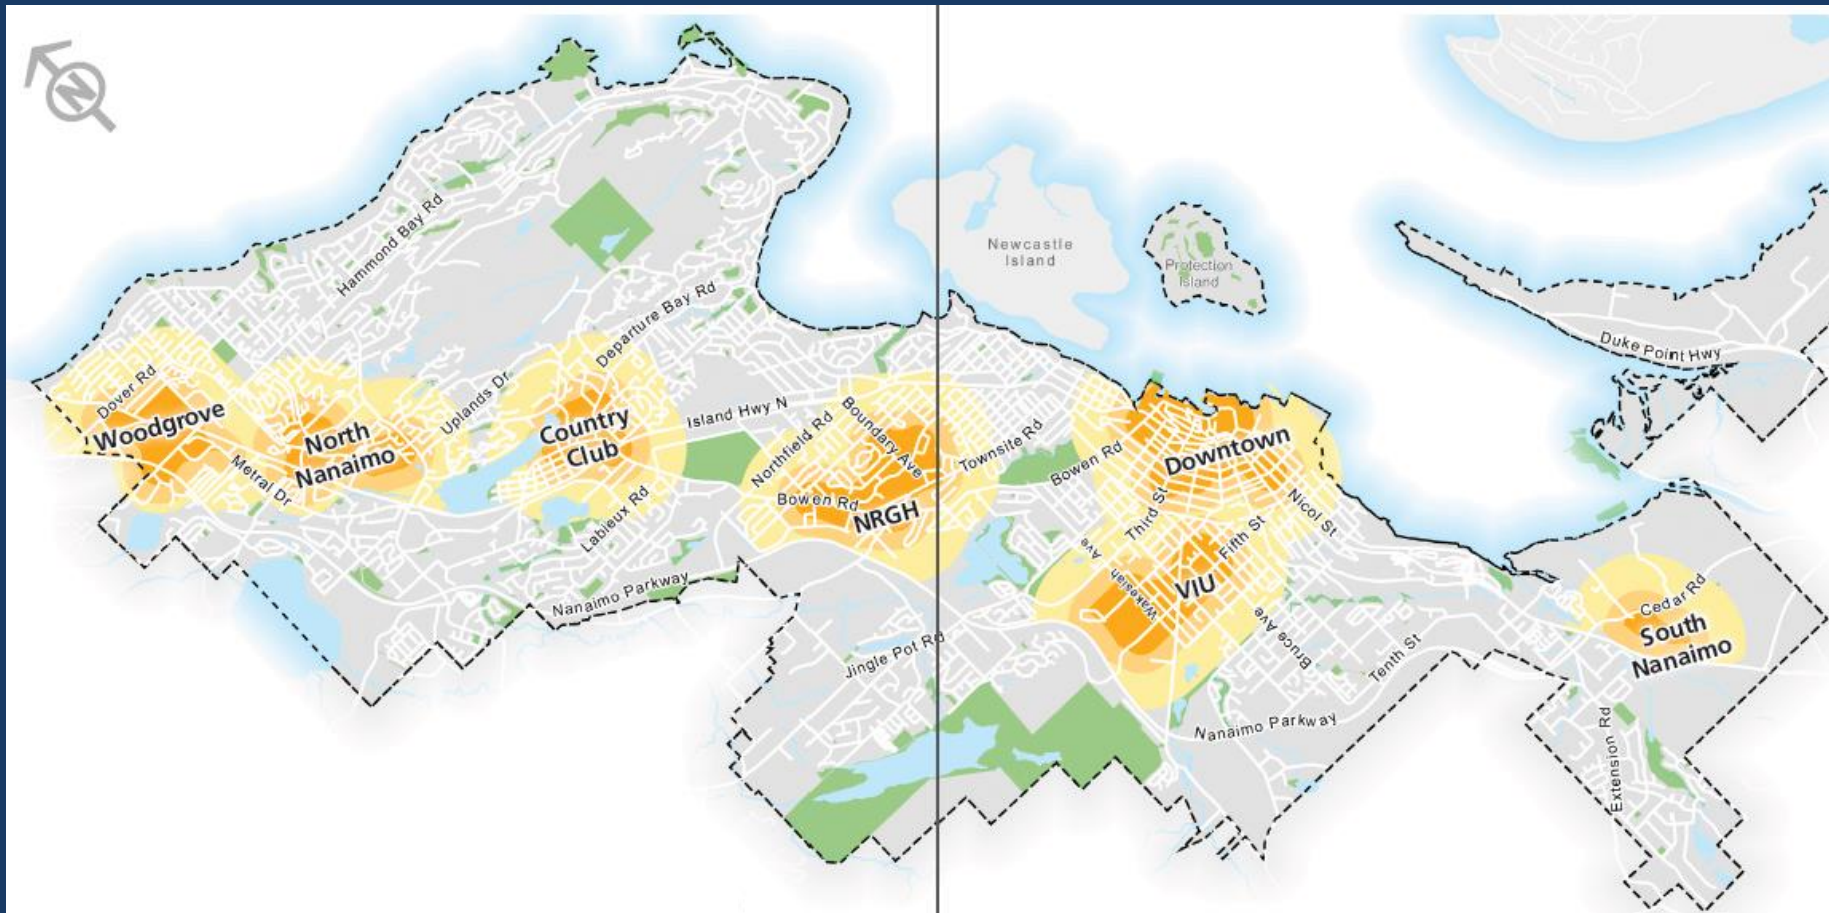 N
Newcastle
Island
Protection
Island
Hammond Bay Rd
Departure Bay Rd
Duke Point Hwy
Dover Rd
Woodgrove
North
Nanaimo
Metral Dr
Uplands Dr
Country
Club
Island Hwy N
Northfield Rd
Boundary Ave
Bowen Rd
NRGH
Townsite Rd
Bowen Rd
Downtown
Labieux Rd
Nanaimo Parkway
Third St
Fifth St
Nicol St
Wakesiah
Ave
VIU
Bruce Ave
Tenth St
Jingle Pot Rd
Nanaimo Parkway
Cedar Rd
South
Nanaimo
Extension Rd